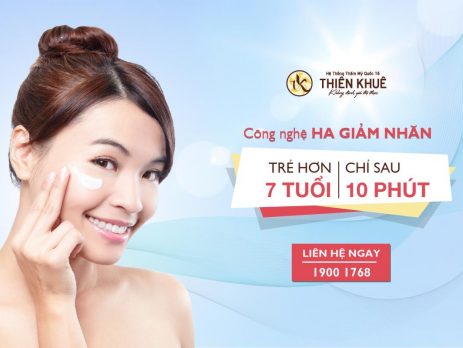 Hệ Thống Thẩm Mỹ Quốc Tế
THIÊN KHUÊ
Công nghệ HA GIẢM NHĂN
TRẺ HƠN | CHỈ SAU
7 TUỔI | 10 PHÚT
LIÊN HỆ NGAY
1900 1768